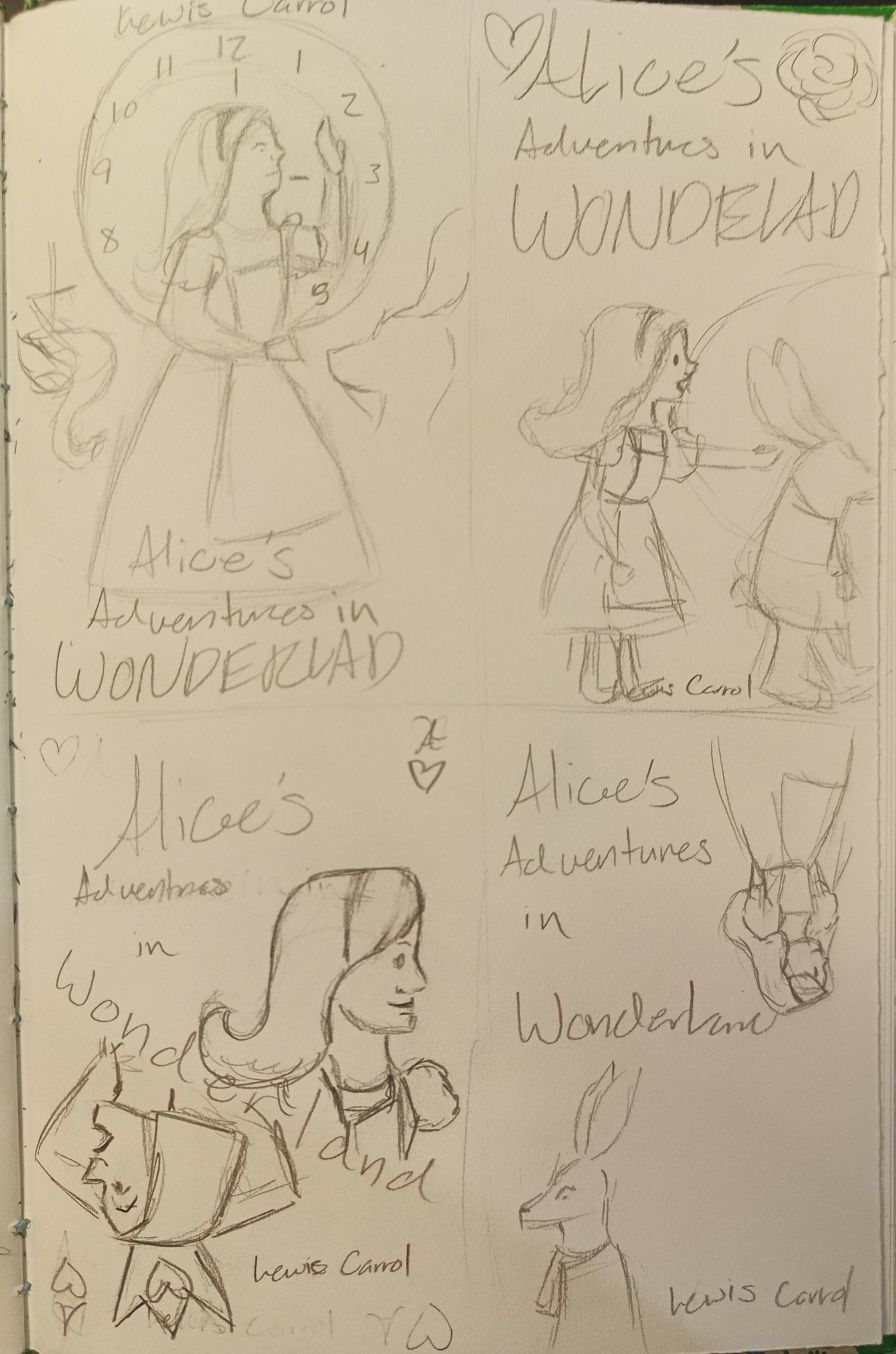 Lewis Carrol
12
11
1
10
2
9
3
8
4
5
Alice's
Adventures in
WONDERLAD
Alice's
Adventures in
WONDELAD
Lewis Carrol
Alice's
Adventures
in
Wonderland
Lewis Carrol
Alice's
Adventures
in
Wonderland
Lewis Carrol